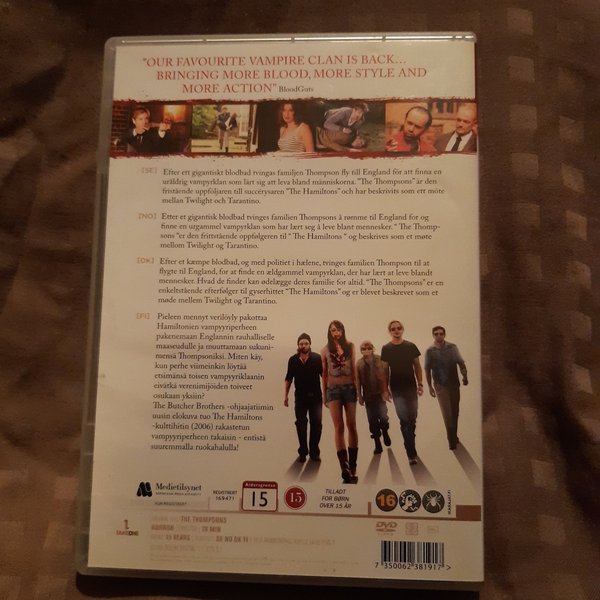 "OUR FAVOURITE VAMPIRE CLAN IS BACK...
BRINGING MORE BLOOD, MORE STYLE AND
MORE ACTION" BloodGuts
[SE] Efter ett gigantiskt blodbad tvingas familjen Thompson fly till England för att finna en
uråldrig vampyrklan som lärt sig att leva bland människorna. "The Thompsons" är den
fristående uppföljaren till succérysaren "The Hamiltons" och har beskrivits som ett möte
mellan Twilight och Tarantino.
[NO] Etter et gigantisk blodbad tvinges familien Thompsons å rømme til England for og
finne en urgammel vampyrklan som har lært seg å leve blant mennesker. " The Thomp-
sons "er den frittstående oppfølgeren til " The Hamiltons " og beskrives som et møte
mellom Twilight og Tarantino.
[DK] Efter et kæmpe blodbad, og med politiet i hælene, tvinges familien Thompson til at
flygte til England, for at finde en ældgammel vampyrklan, der har lært at leve blandt
mennesker. Hvad de finder kan ødelægge deres familie for altid. "The Thompsons" er en
enkeltstående efterfølger til gyserhittet "The Hamiltons" og er blevet beskrevet som et
møde mellem Twilight og Tarantino.
[FI] Pieleen mennyt verilöyly pakottaa
Hamiltonien vampyyriperheen
pakenemaan Englannin rauhalliselle
maaseudulle ja muuttamaan sukuni-
mensä Thompsoniksi. Miten käy,
kun perhe viimeinkin löytää
etsimänsä toisen vampyyriklaanin
eivätkä verenimijöiden toiveet
osukaan yksiin?
The Butcher Brothers -ohjaajatiimin
uusin elokuva tuo The Hamiltons
-kulttihitin (2006) rakastetun
vampyyriperheen takaisin - entistä
suuremmalla ruokahalulla!
Medietilsynet
NORWEGIAN MEDIA AUTHORITY
REGISTRERT
169471
Aldersgrense
15
15
TILLADT
FOR BØRN
OVER 15 ÅR
16
THE THOMPSONS
DVD
7 350062 381917 >